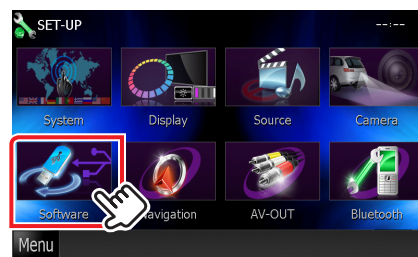 SET-UP
--:--
System Display Source Camera
Software Navigation AV-OUT Bluetooth
Menu